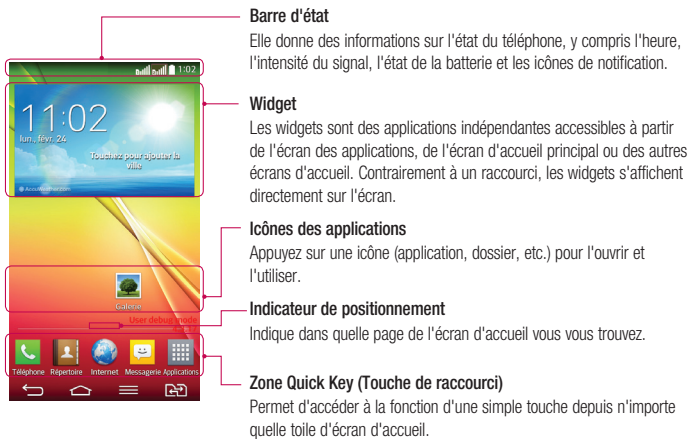 Barre d'état
Elle donne des informations sur l'état du téléphone, y compris l'heure,
l'intensité du signal, l'état de la batterie et les icônes de notification.
1:02
Widget
Les widgets sont des applications indépendantes accessibles à partir
de l'écran des applications, de l'écran d'accueil principal ou des autres
écrans d'accueil. Contrairement à un raccourci, les widgets s'affichent
directement sur l'écran.
11:02
lun., févr. 24
Touchez pour ajouter la
ville
AccuWeather.com
Icônes des applications
Appuyez sur une icône (application, dossier, etc.) pour l'ouvrir et
l'utiliser.
Galerie
Indicateur de positionnement
Indique dans quelle page de l'écran d'accueil vous vous trouvez.
User debug mode
Zone Quick Key (Touche de raccourci)
Permet d'accéder à la fonction d'une simple touche depuis n'importe
quelle toile d'écran d'accueil.
Téléphone Répertoire Internet Messagerie Applications